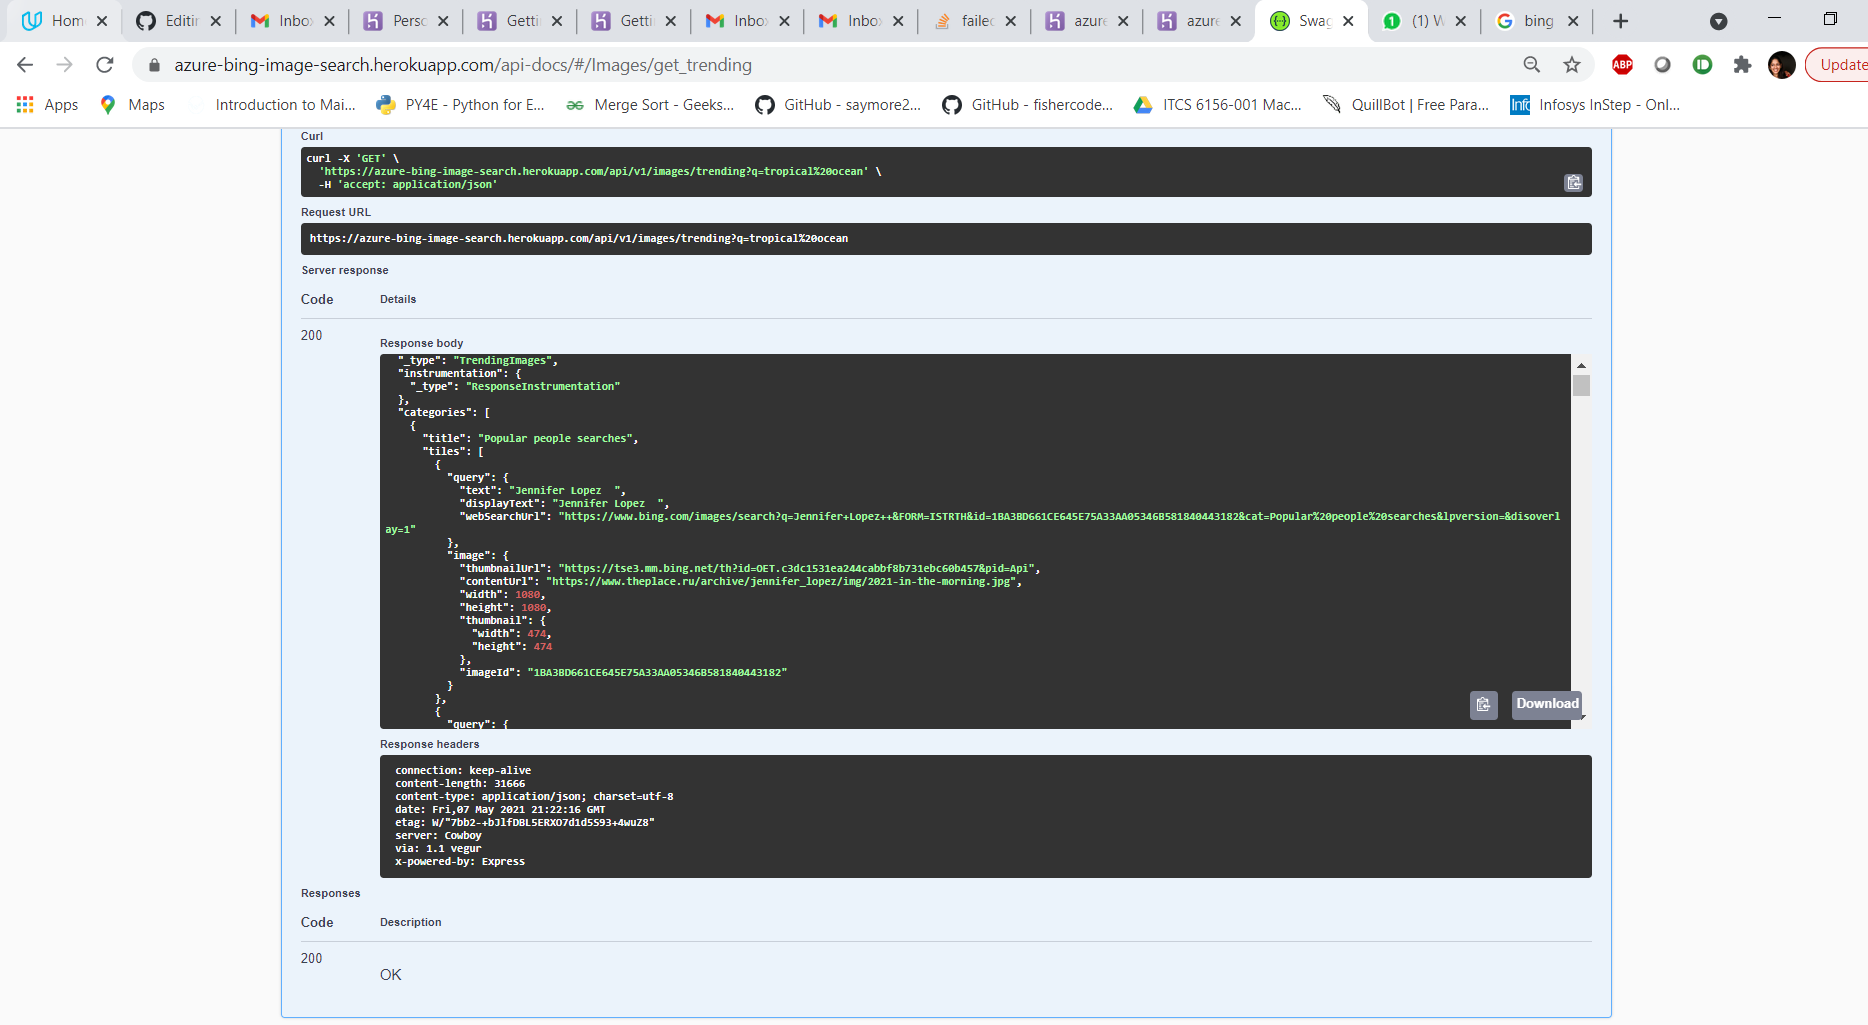 Home
Editin
Inbo
Perso
Getti
Getti
Inbo
Inbo
failed
azure
azure
Swag
(1) W
bing
azure-bing-image-search.herokuapp.com/api-docs/#/Images/get_trending
ABP
Update
Apps
Maps
Introduction to Mai...
PY4E - Python for E...
Merge Sort - Geeks...
GitHub - saymore2...
GitHub - fishercode...
ITCS 6156-001 Mac...
QuillBot | Free Para...
Infosys InStep - Onl...
Curl
curl -X 'GET' \
'https://azure-bing-image-search.herokuapp.com/api/v1/images/trending?q=tropical%20ocean' \
-H 'accept: application/json'
Request URL
https://azure-bing-image-search.herokuapp.com/api/v1/images/trending?q=tropical%20ocean
Server response
Code Details
200
Response body
"_type": "TrendingImages",
"instrumentation": {
"_type": "ResponseInstrumentation"
},
"categories": [
{
"title": "Popular people searches",
"tiles": [
{
"query": {
"text": "Jennifer Lopez  ",
"displayText": "Jennifer Lopez  ",
"webSearchUrl": "https://www.bing.com/images/search?q=Jennifer+Lopez++&FORM=ISTRTH&id=1BA3BD661CE645E75A33AA05346B581840443182&cat=Popular%20people%20searches&lpversion=&disoverl
ay=1"
},
"image": {
"thumbnailUrl": "https://tse3.mm.bing.net/th?id=OET.c3dc1531ea244cabbf8b731ebc60b457&pid=Api",
"contentUrl": "https://www.theplace.ru/archive/jennifer_lopez/img/2021-in-the-morning.jpg",
"width": 1080,
"height": 1080,
"thumbnail": {
"width": 474,
"height": 474
},
"imageId": "1BA3BD661CE645E75A33AA05346B581840443182"
}
},
{
"query": {
Download
Response headers
connection: keep-alive
content-length: 31666
content-type: application/json; charset=utf-8
date: Fri,07 May 2021 21:22:16 GMT
etag: W/"7bb2-+bJlfDBL5ERXO7d1d5S93+4wuZ8"
server: Cowboy
via: 1.1 vegur
x-powered-by: Express
Responses
Code Description
200
OK